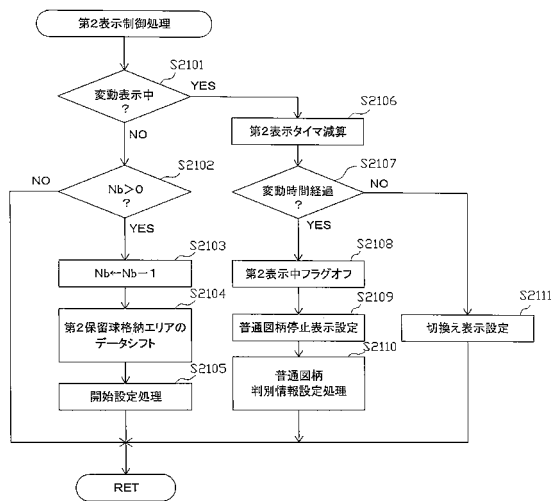 第2表示制御処理
S2101
変動表示中
?
YES
NO
S2102
Nb>0
?
NO
YES
S2103
Nb←Nb−1
S2104
第2保留球格納エリアの
データシフト
S2105
開始設定処理
S2106
第2表示タイマ減算
S2107
変動時間経過
?
NO
YES
S2108
第2表示中フラグオフ
S2109
普通図柄停止表示設定
S2110
普通図柄
判別情報設定処理
S2111
切換え表示設定
RET